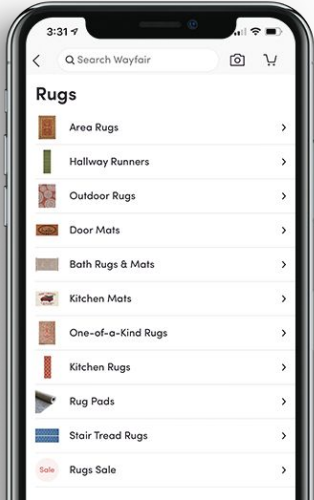 3:31
Search Wayfair
Rugs
Area Rugs
Hallway Runners
Outdoor Rugs
Door Mats
Bath Rugs & Mats
Kitchen Mats
One-of-a-Kind Rugs
Kitchen Rugs
Rug Pads
Stair Tread Rugs
Sale Rugs Sale